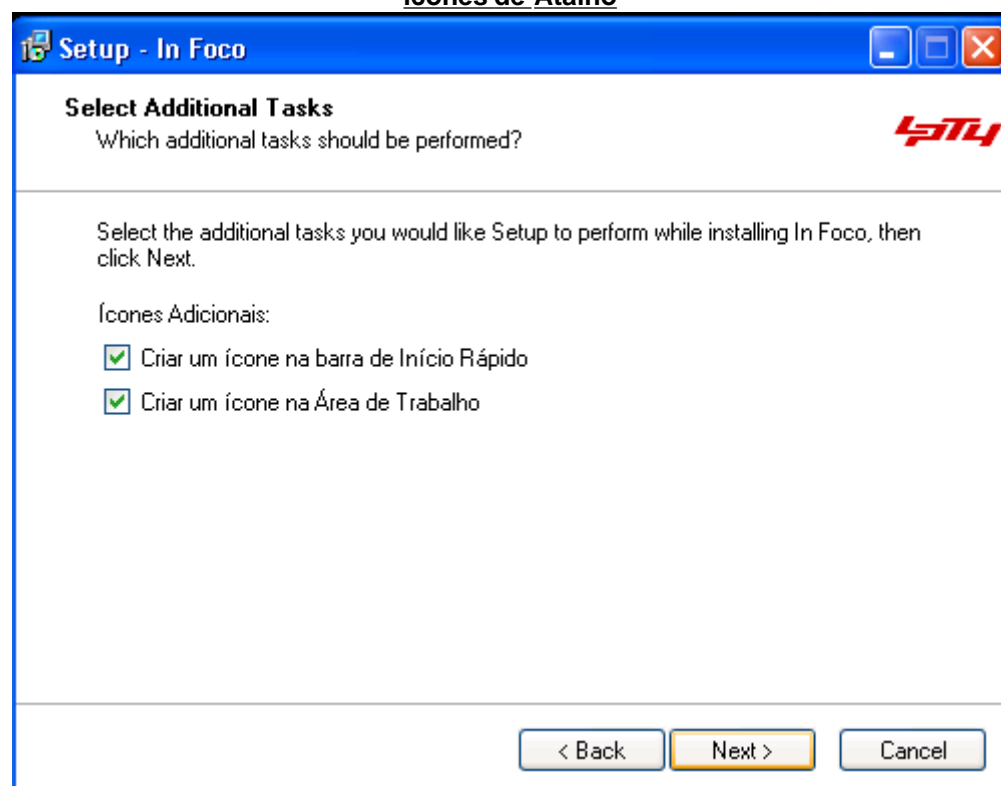 Ícones de Atalho
Setup - In Foco
Select Additional Tasks
Which additional tasks should be performed?
Select the additional tasks you would like Setup to perform while installing In Foco, then
click Next.
Ícones Adicionais:
Criar um ícone na barra de Início Rápido
Criar um ícone na Área de Trabalho
< Back
Next >
Cancel